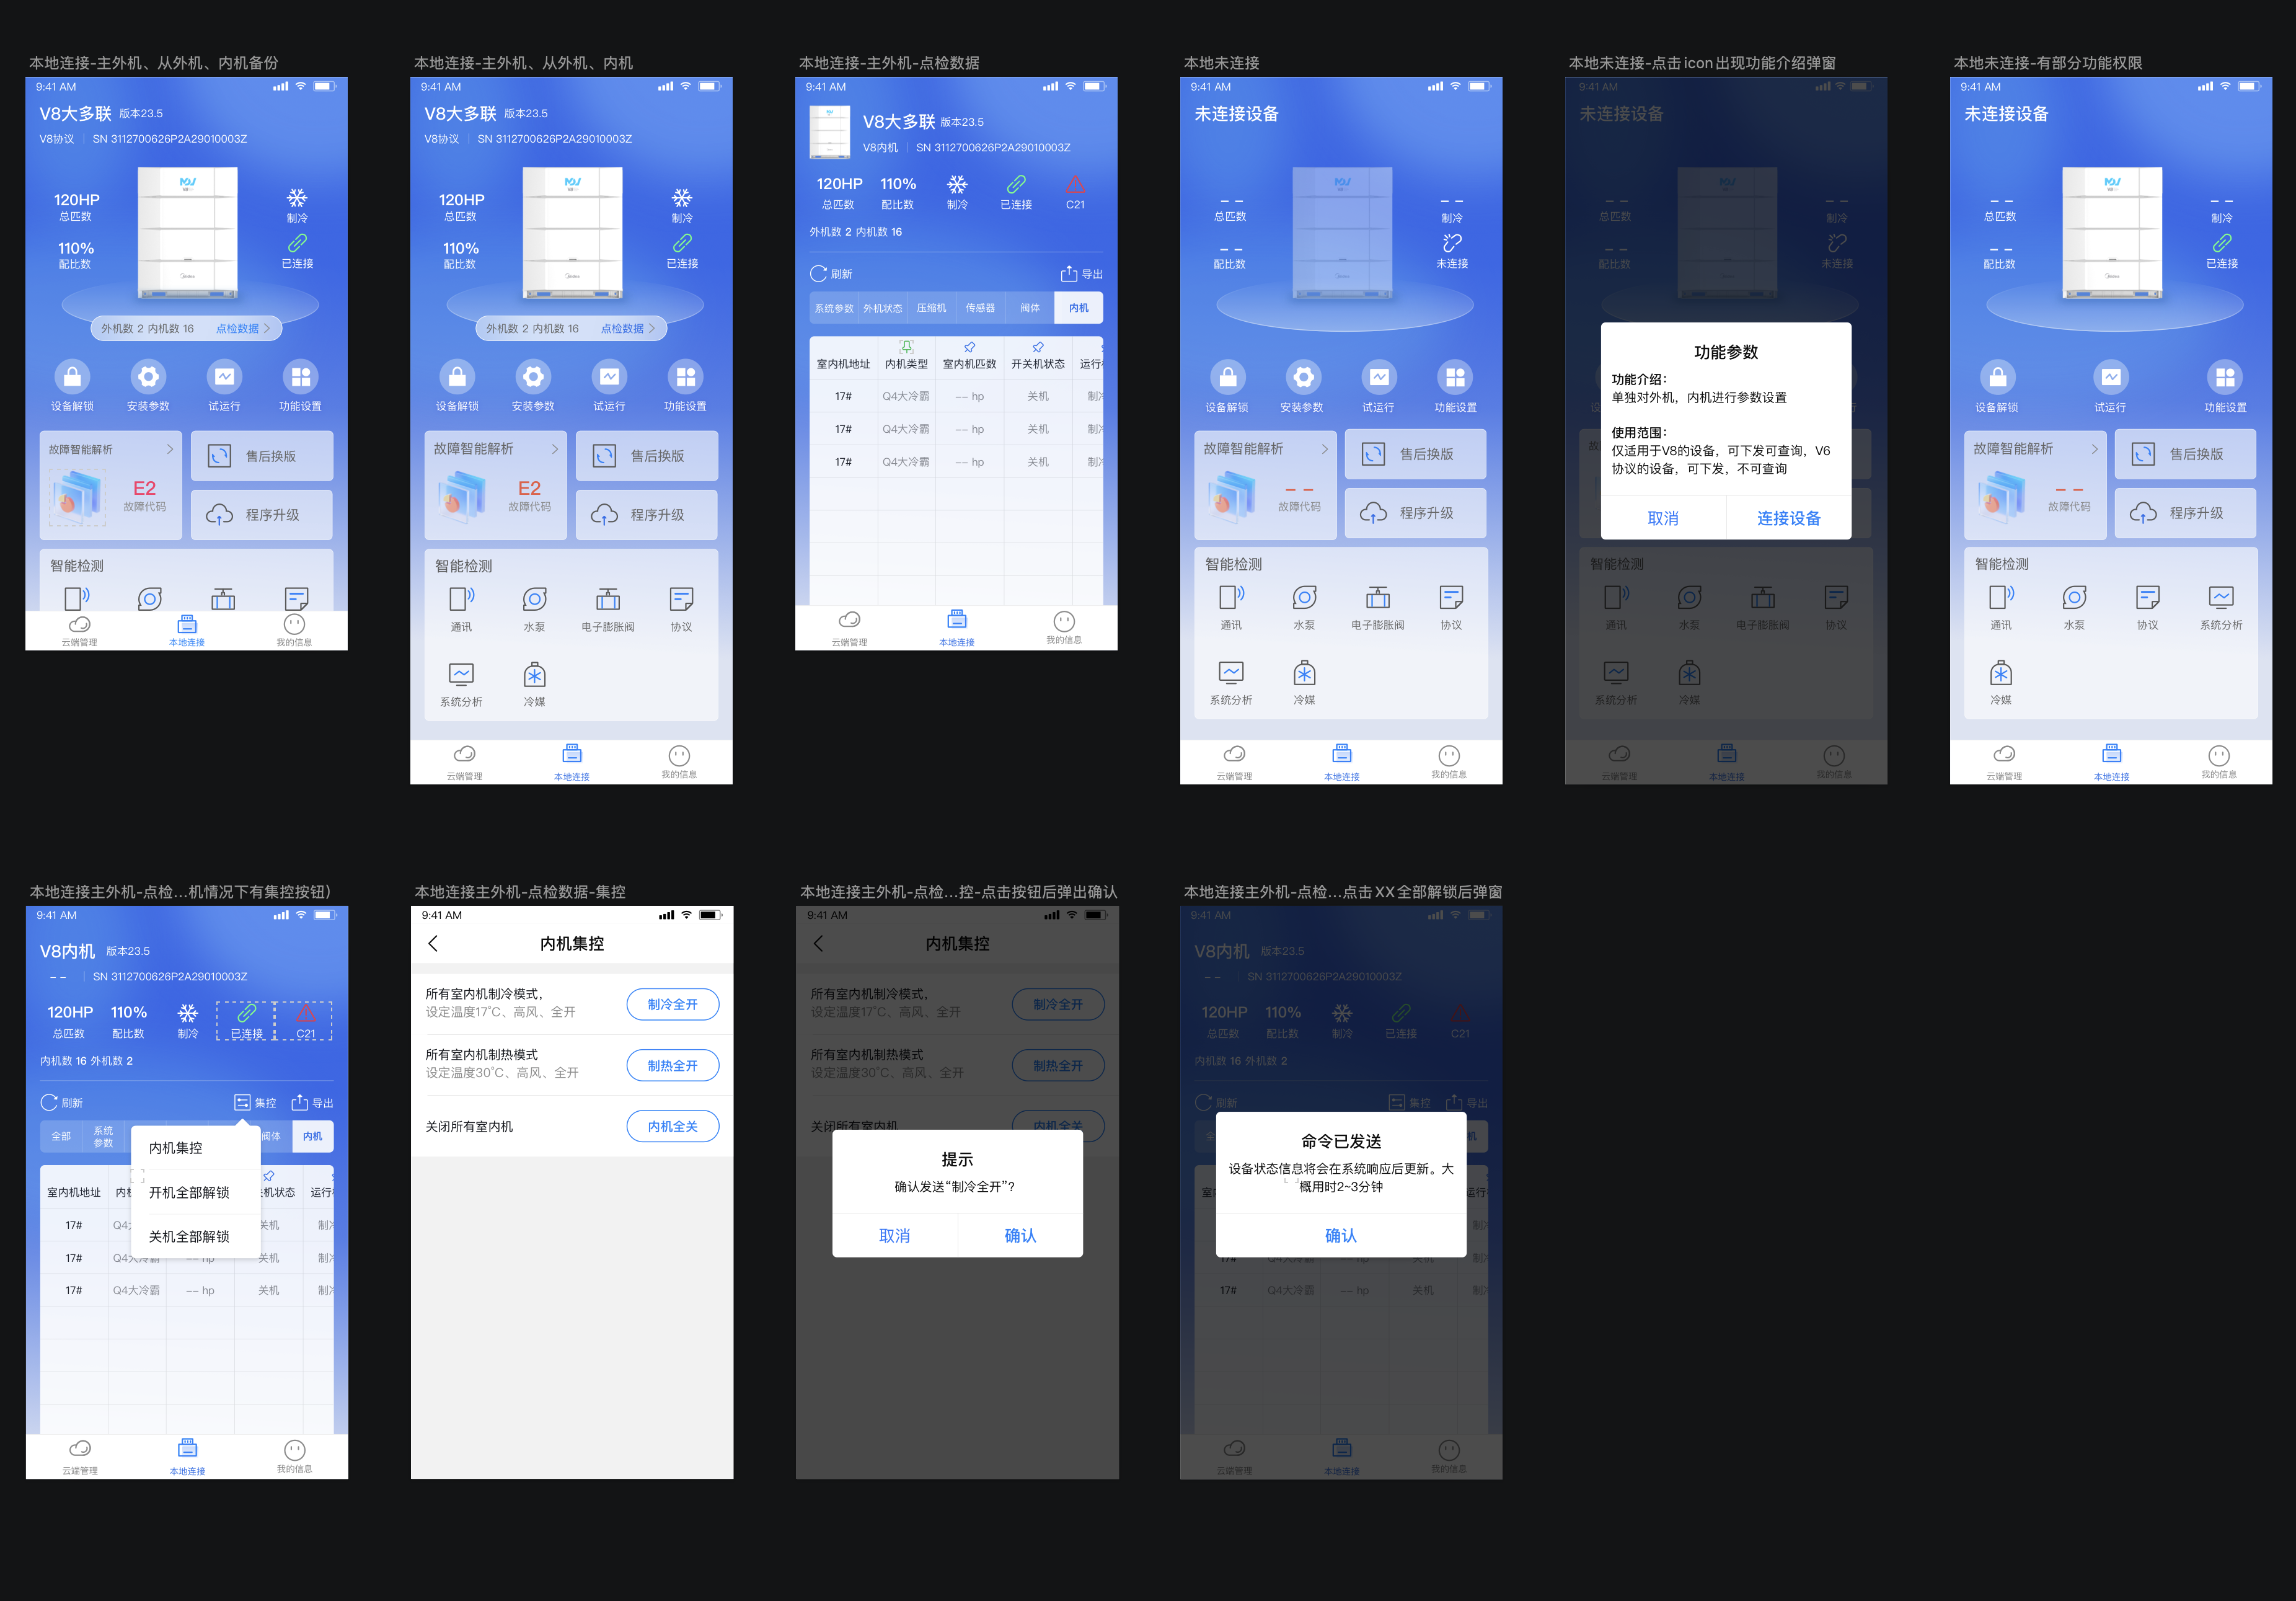 本地连接-主外机、从外机、内机备份
9:41 AM
V8大多联 版本23.5
V8协议 SN 3112700626P2A29010003Z
120HP
总匹数
制冷
110%
配比数
已连接
外机数 2 内机数 16 点检数据
设备解锁 安装参数 试运行 功能设置
故障智能解析
E2
故障代码
售后换版
程序升级
智能检测
云端管理 本地连接 我的信息
本地连接-主外机、从外机、内机
9:41 AM
V8大多联 版本23.5
V8协议 SN 3112700626P2A29010003Z
120HP
总匹数
制冷
110%
配比数
已连接
外机数 2 内机数 16 点检数据
设备解锁 安装参数 试运行 功能设置
故障智能解析
E2
故障代码
售后换版
程序升级
智能检测
通讯 水泵 电子膨胀阀 协议
系统分析 冷媒
云端管理 本地连接 我的信息
本地连接-主外机-点检数据
9:41 AM
V8大多联 版本23.5
V8内机 SN 3112700626P2A29010003Z
120HP 110%
总匹数 配比数 制冷 已连接 C21
外机数 2 内机数 16
刷新 导出
系统参数 外机状态 压缩机 传感器 阀体 内机
室内机地址 内机类型 室内机匹数 开关机状态 运行
17# Q4大冷霸 -- hp 关机 制
17# Q4大冷霸 -- hp 关机 制
17# Q4大冷霸 -- hp 关机 制
云端管理 本地连接 我的信息
本地未连接
9:41 AM
未连接设备
-- --
总匹数 制冷
--
配比数 未连接
设备解锁 安装参数 试运行 功能设置
故障智能解析
--
故障代码
售后换版
程序升级
智能检测
通讯 水泵 电子膨胀阀 协议
系统分析 冷媒
云端管理 本地连接 我的信息
本地未连接-点击icon出现功能介绍弹窗
9:41 AM
未连接设备
-- --
总匹数 制冷
--
配比数 未连接
功能参数
功能介绍：
单独对外机，内机进行参数设置
使用范围：
仅适用于V8的设备，可下发可查询，V6
协议的设备，可下发，不可查询
取消 连接设备
智能检测
通讯 水泵 电子膨胀阀 协议
系统分析 冷媒
云端管理 本地连接 我的信息
本地未连接-有部分功能权限
9:41 AM
未连接设备
-- --
总匹数 制冷
--
配比数 已连接
设备解锁 试运行 功能设置
故障智能解析
--
故障代码
售后换版
程序升级
智能检测
通讯 水泵 协议 系统分析
冷媒
云端管理 本地连接 我的信息
本地连接主外机-点检...机情况下有集控按钮）
9:41 AM
V8内机 版本23.5
-- SN 3112700626P2A29010003Z
120HP 110%
总匹数 配比数 制冷 已连接 C21
内机数 16 外机数 2
刷新 集控 导出
全部 系统参数 阀体 内机
内机集控
开机全部解锁
关机全部解锁
室内机地址 内 机状态 运行
17# Q4 关机 制
17# Q4大冷霸 -- hp 关机 制
17# Q4大冷霸 -- hp 关机 制
云端管理 本地连接 我的信息
本地连接主外机-点检数据-集控
9:41 AM
内机集控
所有室内机制冷模式，
设定温度17°C、高风、全开
制冷全开
所有室内机制热模式
设定温度30°C、高风、全开
制热全开
关闭所有室内机 内机全关
本地连接主外机-点检...控-点击按钮后弹出确认
9:41 AM
内机集控
所有室内机制冷模式，
设定温度17°C、高风、全开
制冷全开
所有室内机制热模式
设定温度30°C、高风、全开
制热全开
关闭所有室内机 内机全关
提示
确认发送“制冷全开”?
取消 确认
本地连接主外机-点检...点击XX全部解锁后弹窗
9:41 AM
V8内机 版本23.5
-- SN 3112700626P2A29010003Z
120HP 110%
总匹数 配比数 制冷 已连接 C21
内机数 16 外机数 2
刷新 集控 导出
命令已发送
设备状态信息将会在系统响应后更新。大
概用时2~3分钟
确认
17# Q4大冷霸 -- hp 关机 制
17# Q4大冷霸 -- hp 关机 制
云端管理 本地连接 我的信息